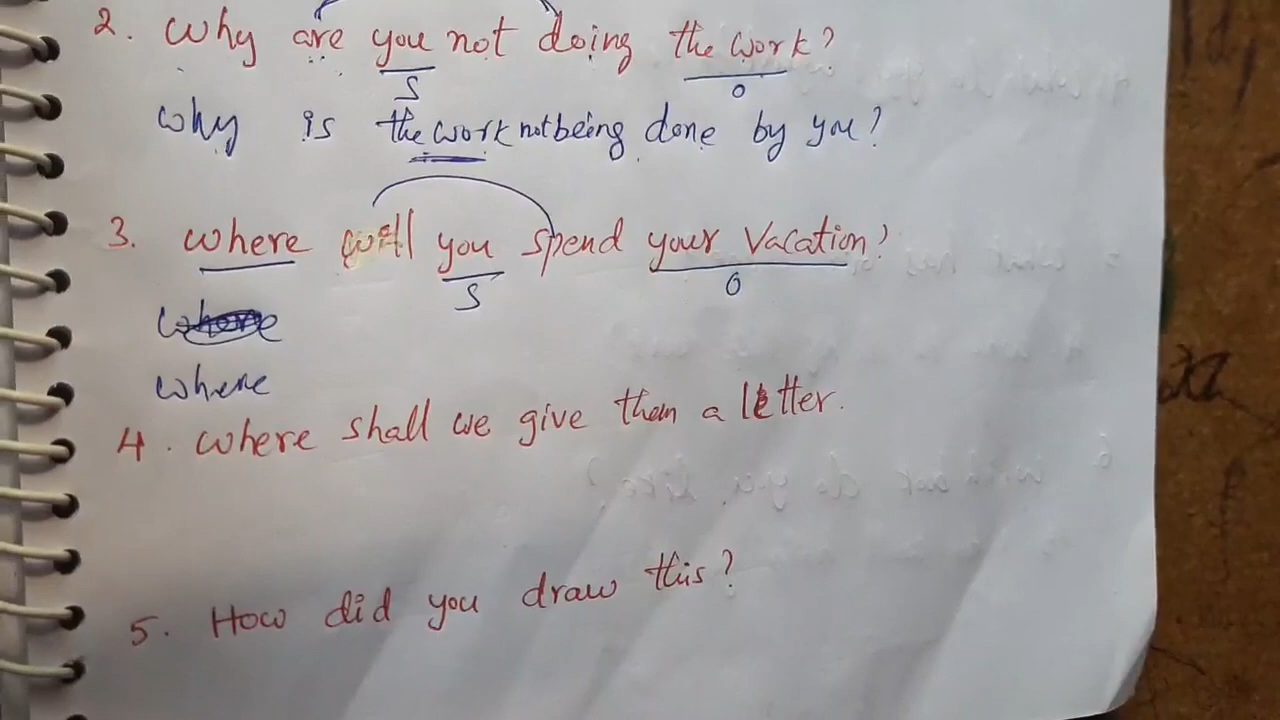 2. Why are you not doing the work?
S O
Why is the work not being done by you?
3. Where will you spend your vacation?
S O
where
where
4. Where shall we give them a letter.
5. How did you draw this?